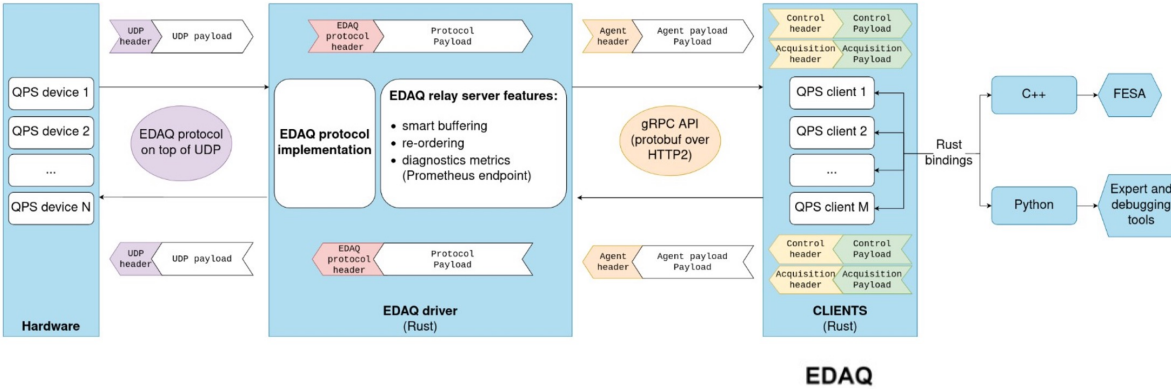 UDP
header
UDP payload
EDAQ
protocol
header
Protocol
Payload
Agent
header
Agent payload
Payload
Control
header
Control
Payload
Acquisition
header
Acquisition
Payload
QPS device 1
QPS device 2
...
QPS device N
EDAQ protocol
on top of UDP
EDAQ protocol
implementation
EDAQ relay server features:
• smart buffering
• re-ordering
• diagnostics metrics
(Prometheus endpoint)
gRPC API
(protobuf over
HTTP2)
QPS client 1
QPS client 2
...
QPS client M
Rust
bindings
C++
FESA
Python
Expert and
debugging
tools
UDP
header
UDP payload
EDAQ
protocol
header
Protocol
Payload
Agent
header
Agent payload
Payload
Control
header
Control
Payload
Acquisition
header
Acquisition
Payload
Hardware
EDAQ driver
(Rust)
CLIENTS
(Rust)
EDAQ